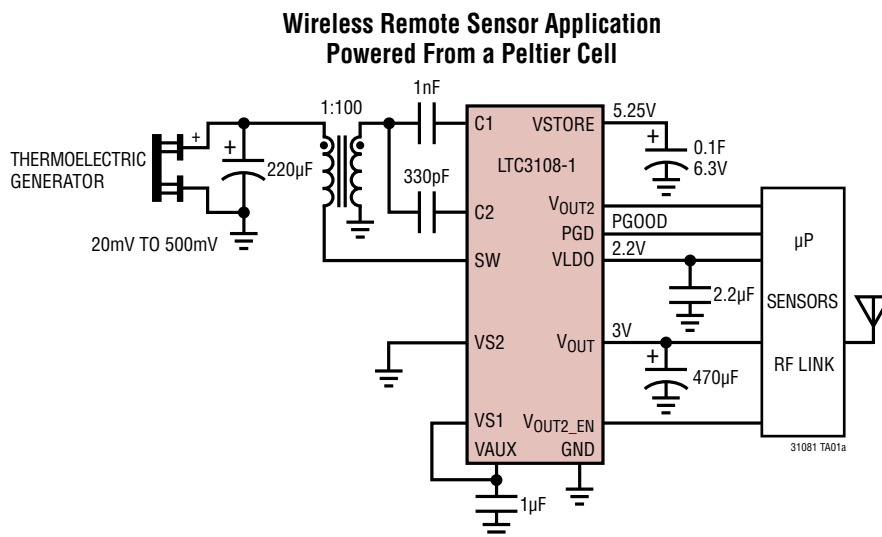 Wireless Remote Sensor Application
Powered From a Peltier Cell
1nF
1:100
5.25V
C1
VSTORE
+
+
+
0.1F
6.3V
THERMOELECTRIC
GENERATOR
LTC3108-1
220µF
330pF
VOUT2
C2
PGD
PGOOD
µP
20mV TO 500mV
SW
VLDO
2.2V
2.2µF
SENSORS
VS2
VOUT
3V
+
470µF
RF LINK
VS1
VOUT2_EN
VAUX
GND
31081 TA01a
1µF